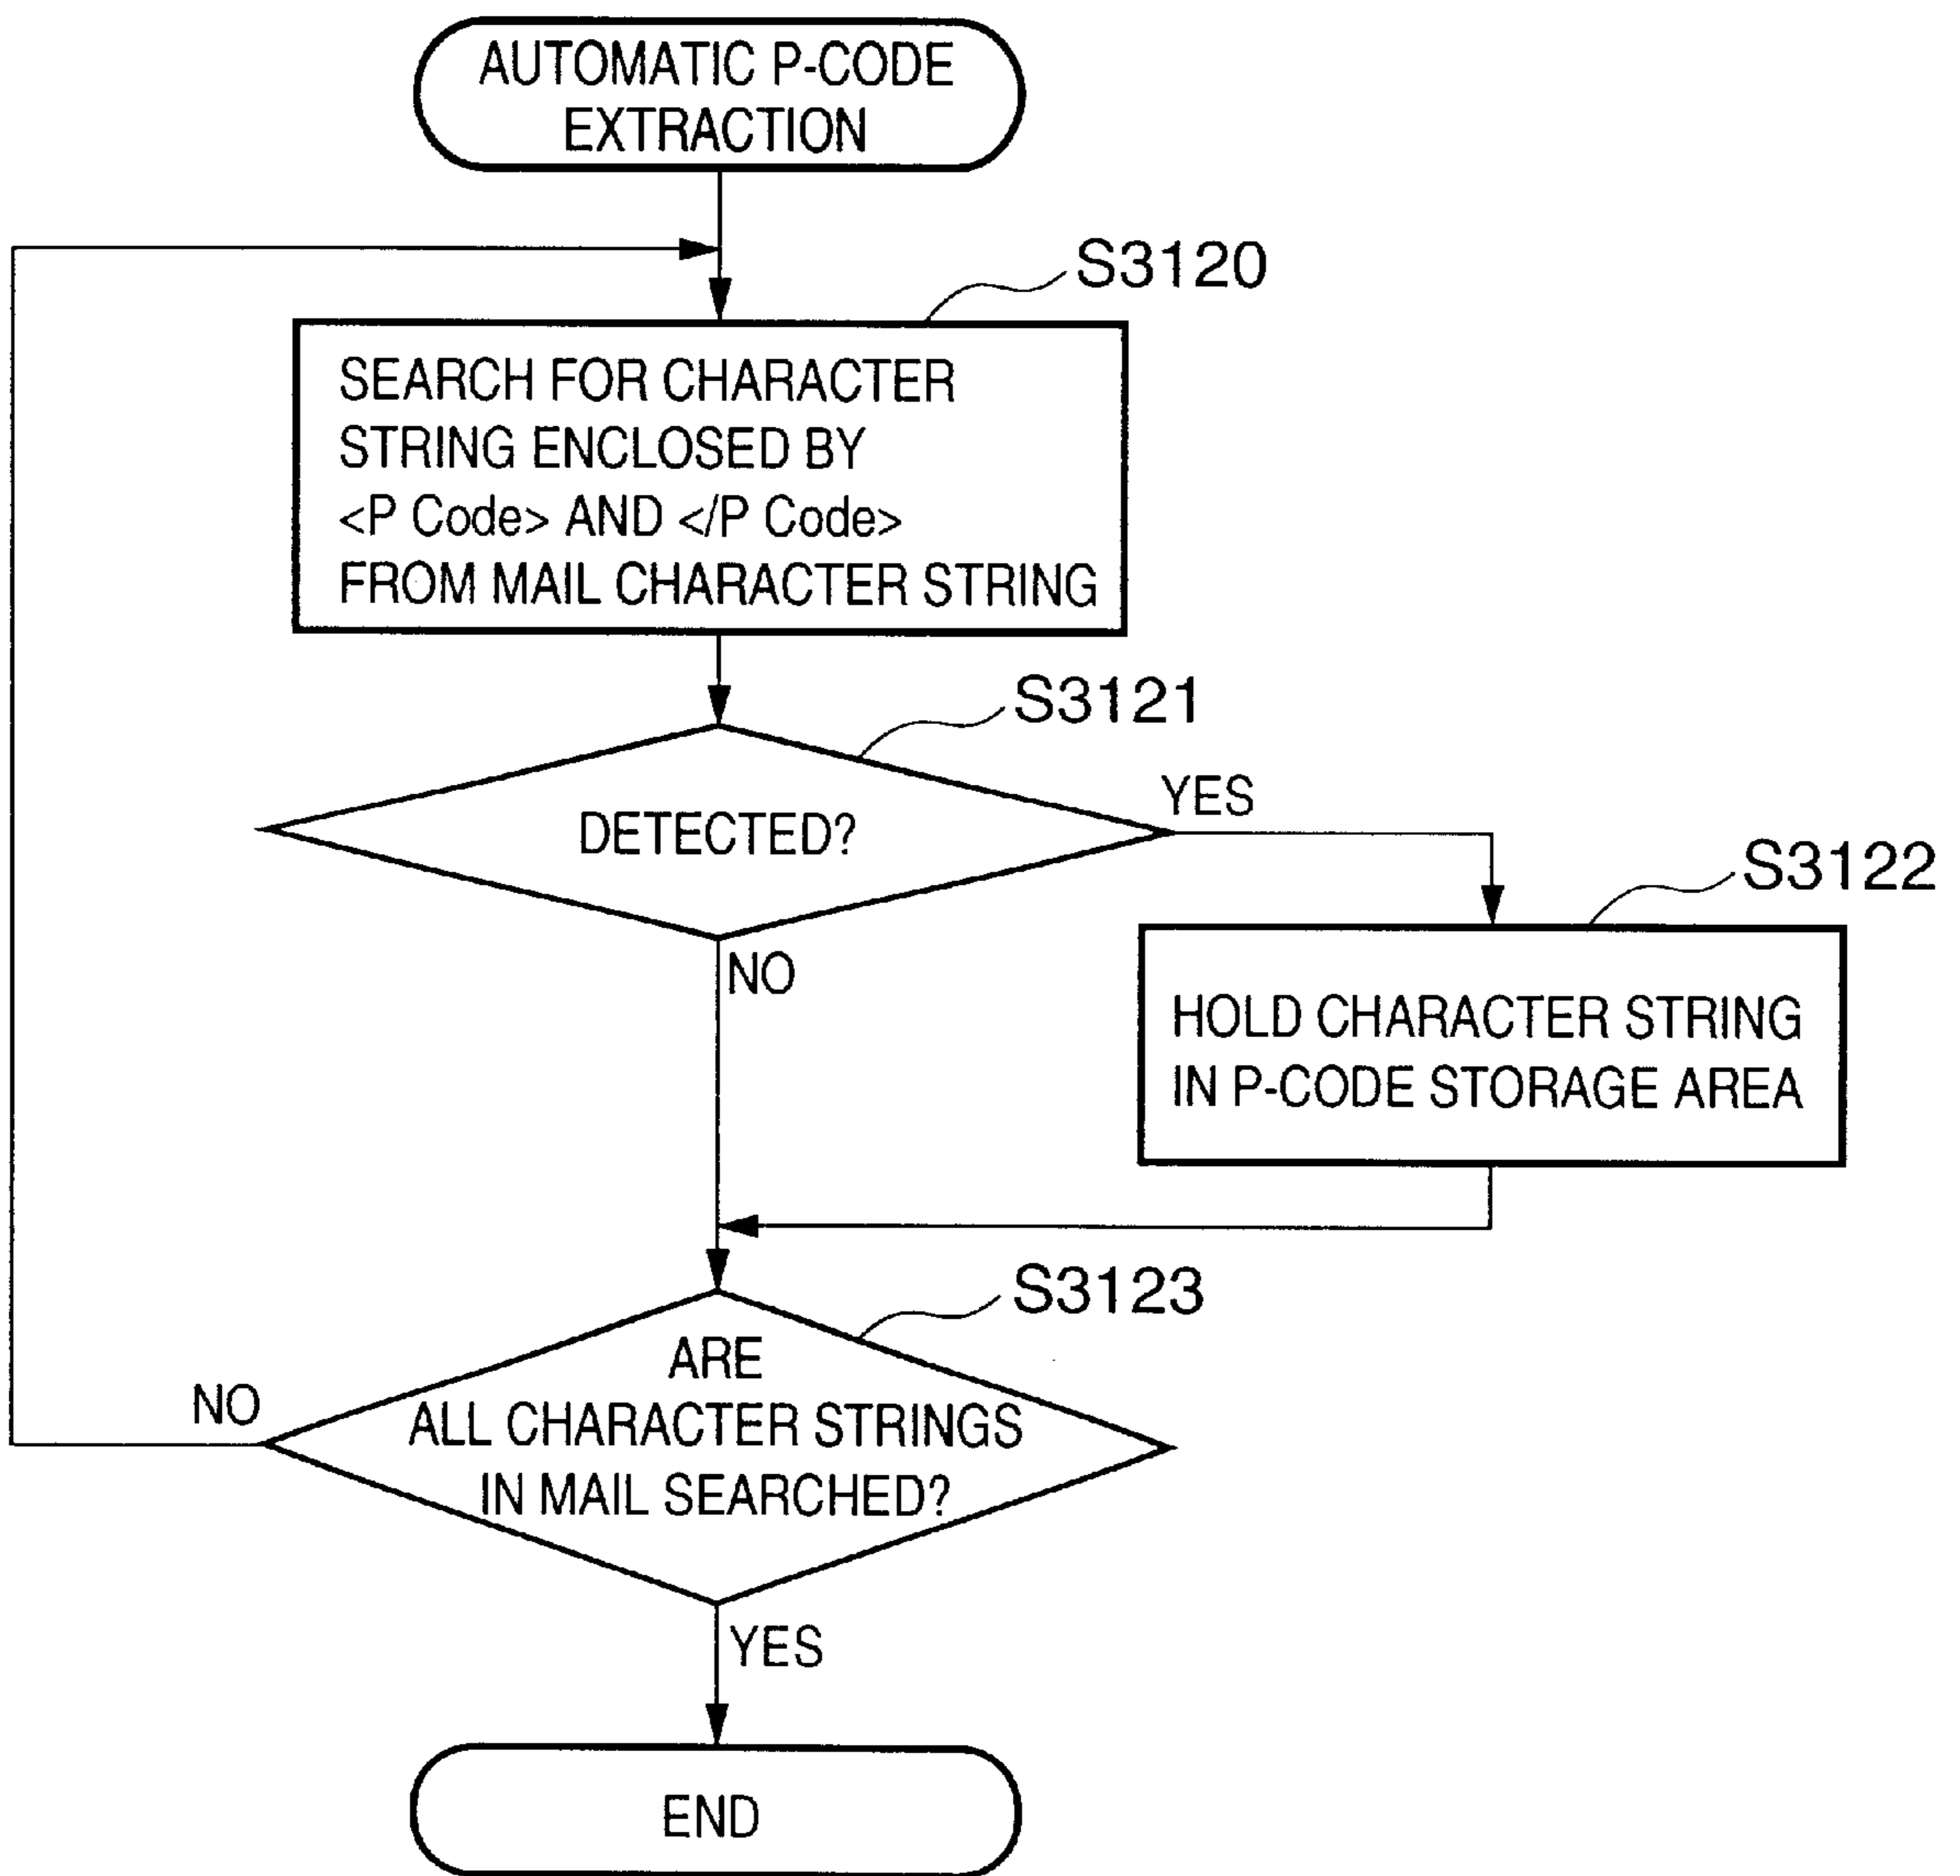 AUTOMATIC P-CODE
EXTRACTION
S3120
SEARCH FOR CHARACTER
STRING ENCLOSED BY
<P Code> AND </P Code>
FROM MAIL CHARACTER STRING
S3121
DETECTED?
YES
NO
S3122
HOLD CHARACTER STRING
IN P-CODE STORAGE AREA
S3123
ARE
ALL CHARACTER STRINGS
IN MAIL SEARCHED?
NO
YES
END